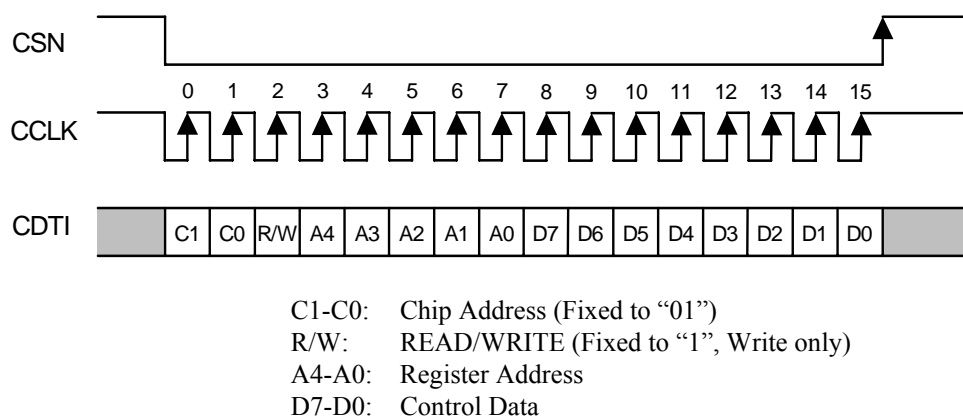 CSN
0 1 2 3 4 5 6 7 8 9 10 11 12 13 14 15
CCLK
CDTI C1 C0 R/W A4 A3 A2 A1 A0 D7 D6 D5 D4 D3 D2 D1 D0
C1-C0: Chip Address (Fixed to “01”)
R/W: READ/WRITE (Fixed to “1”, Write only)
A4-A0: Register Address
D7-D0: Control Data